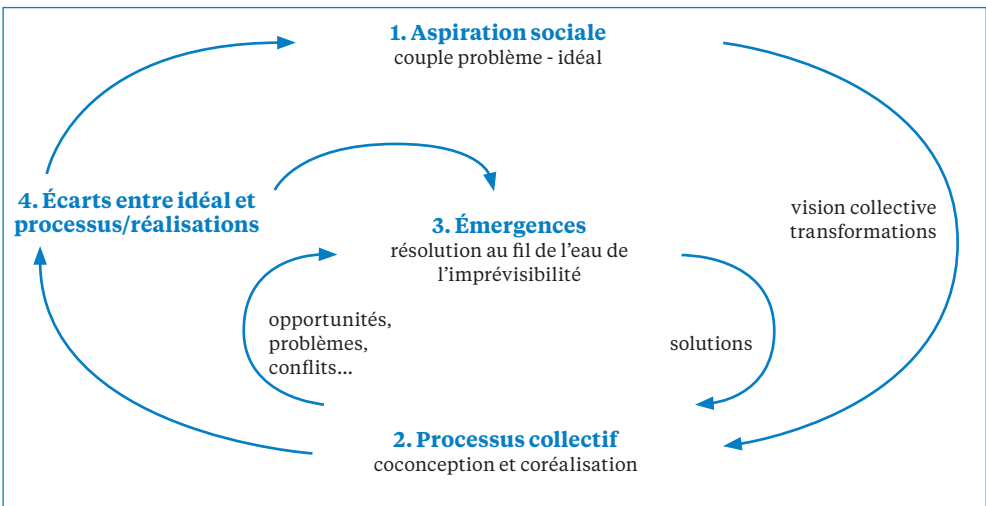 1. Aspiration sociale
couple problème - idéal
4. Écarts entre idéal et
processus/réalisations
3. Émergences
résolution au fil de l'eau de
l'imprévisibilité
vision collective
transformations
opportunités,
problèmes,
conflits...
solutions
2. Processus collectif
coconception et coréalisation